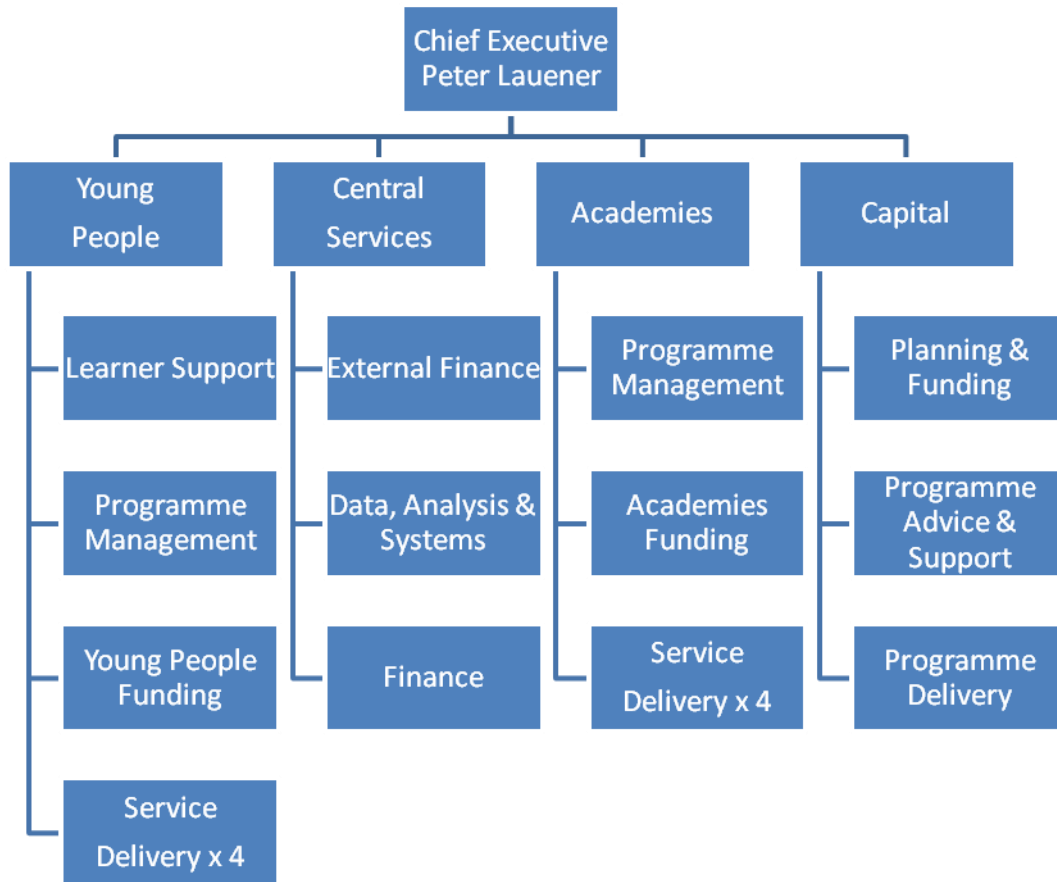 Chief Executive
Peter Lauener
Young
People
Central
Services
Academies
Capital
Learner Support
External Finance
Programme
Management
Planning &
Funding
Programme
Management
Data, Analysis &
Systems
Academies
Funding
Programme
Advice &
Support
Young People
Funding
Finance
Service
Delivery x 4
Programme
Delivery
Service
Delivery x 4